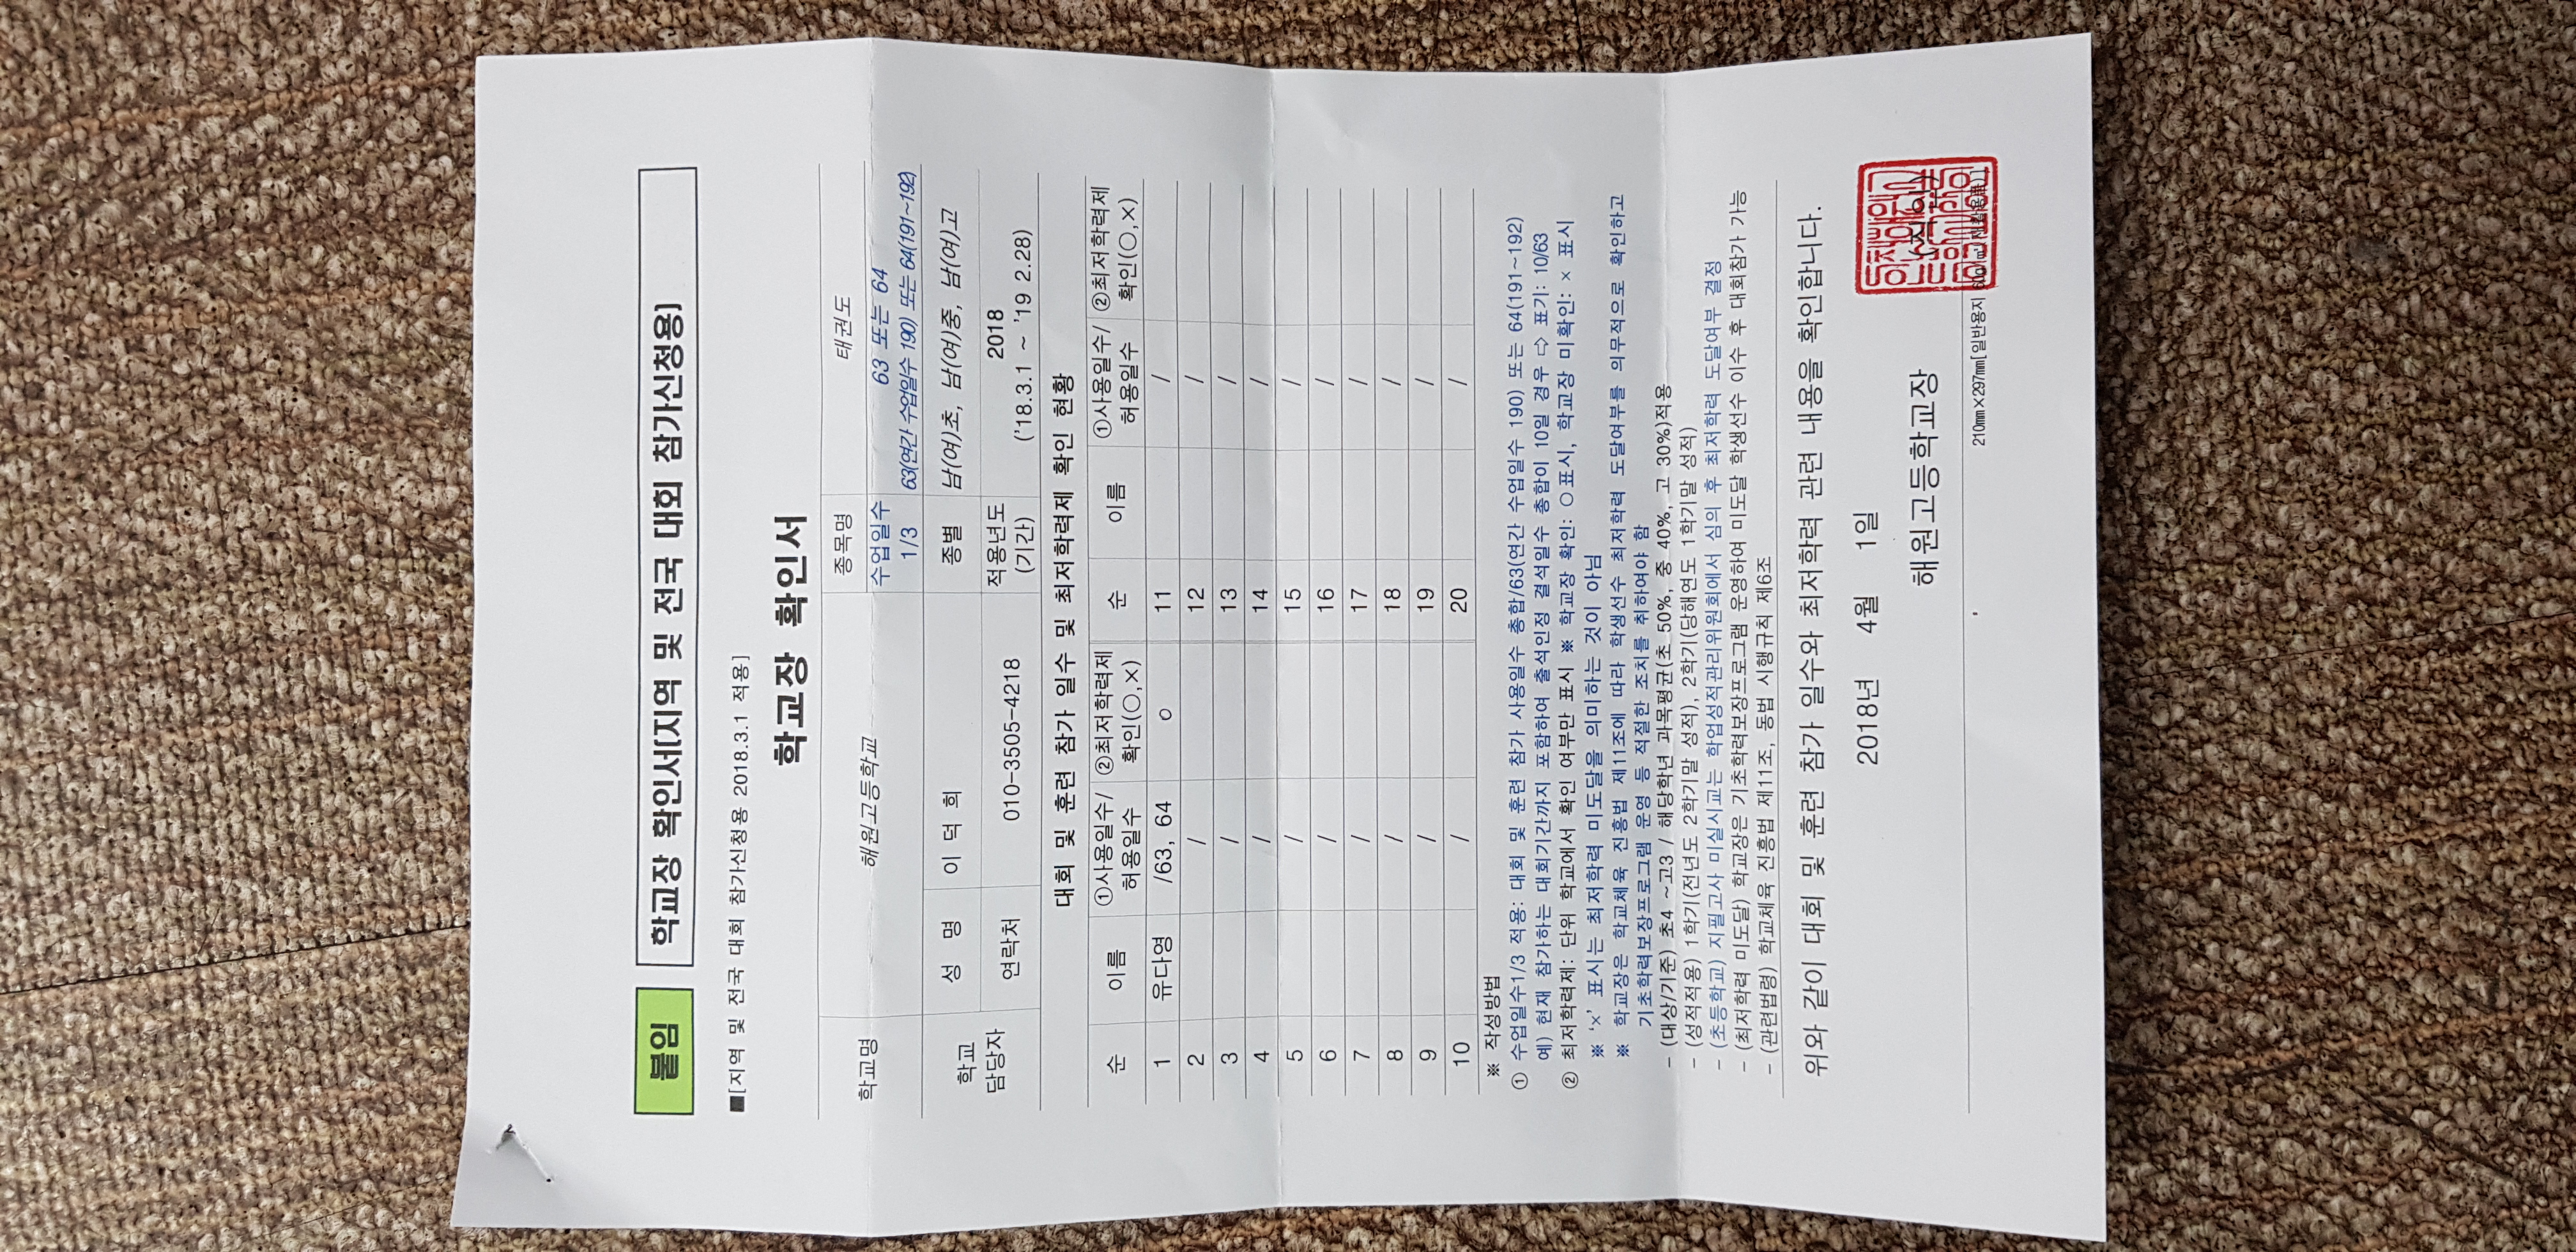 붙임 학교장 확인서[지역 및 전국 대회 참가신청용]
■[지역 및 전국 대회 참가신청용 2018.3.1 적용]
학교장 확인서
학교명 해원고등학교 종목명 태권도
수업일수 1/3 63 또는 64
63(연간 수업일수 190) 또는 64(191~192)
학교 담당자 성 명 이 덕 희 종별 남(여)초, 남(여)중, 남(여)고
연락처 010-3505-4218 적용년도 (기간) 2018
('18.3.1 ~ '19 2.28)
대회 및 훈련 참가 일수 및 최저학력제 확인 현황
순 이름 ①사용일수/허용일수 ②최저학력제 확인(○,×) 순 이름 ①사용일수/허용일수 ②최저학력제 확인(○,×)
1 유다영 /63, 64 ○ 11 /
2 / 12 /
3 / 13 /
4 / 14 /
5 / 15 /
6 / 16 /
7 / 17 /
8 / 18 /
9 / 19 /
10 / 20 /
※ 작성방법
① 수업일수1/3 적용: 대회 및 훈련 참가 사용일수 총합/63(연간 수업일수 190) 또는 64(191~192)
예) 현재 참가하는 대회기간까지 포함하여 출석인정 결석일수 총합이 10일 경우 ⇨ 표기: 10/63
② 최저학력제: 단위 학교에서 확인 여부만 표시 ※ 학교장 확인: ○표시, 학교장 미확인: × 표시
※ '×' 표시는 최저학력 미도달을 의미하는 것이 아님
※ 학교장은 학교체육 진흥법 제11조에 따라 학생선수 최저학력 도달여부를 의무적으로 확인하고
기초학력보장프로그램 운영 등 적절한 조치를 취하여야 함
- (대상/기준) 초4 ~고3 / 해당학년 과목평균(초 50%, 중 40%, 고 30%)적용
- (성적적용) 1학기(전년도 2학기말 성적), 2학기(당해연도 1학기말 성적)
- (초등학교) 지필고사 미실시교는 학업성적관리위원회에서 심의 후 최저학력 도달여부 결정
- (최저학력 미도달) 학교장은 기초학력보장프로그램 운영하여 미도달 학생선수 이수 후 대회참가 가능
- (관련법령) 학교체육 진흥법 제11조, 동법 시행규칙 제6조
위와 같이 대회 및 훈련 참가 일수와 최저학력 관련 내용을 확인합니다.
2018년 4월 1일
해원고등학교장 (직인)
210㎜×297㎜[일반용지